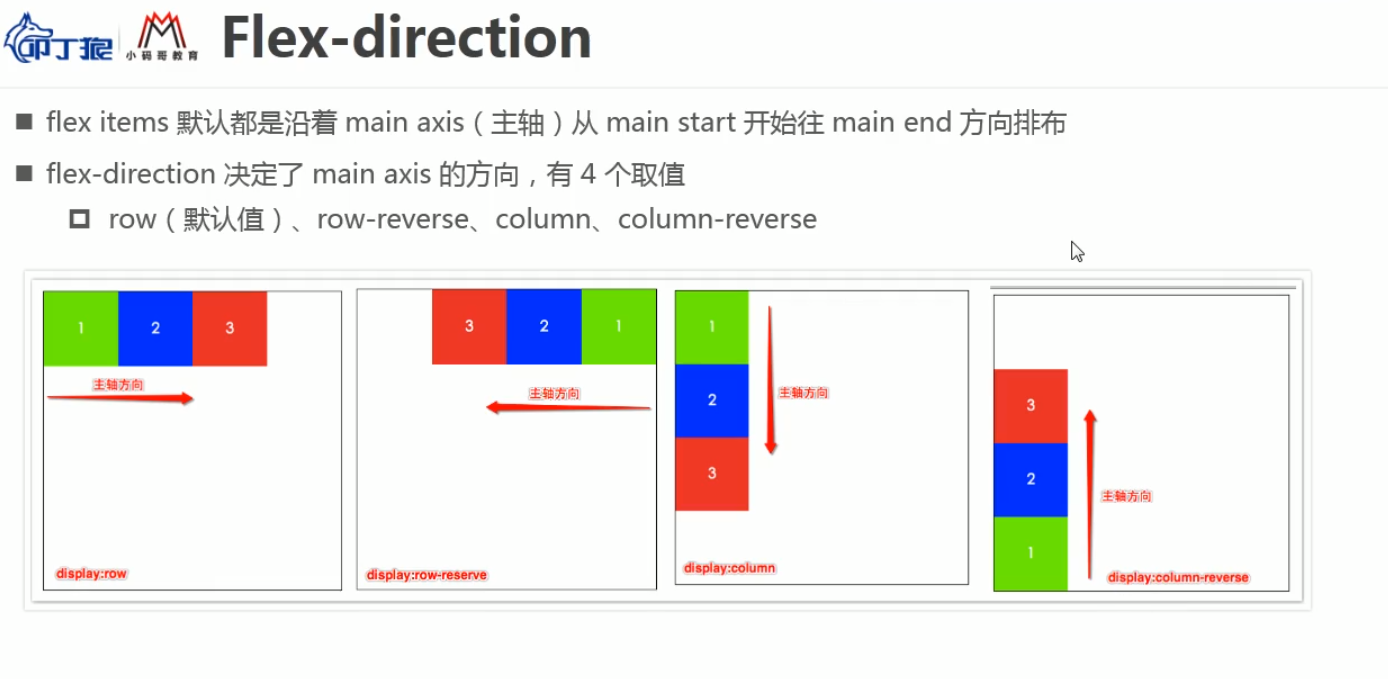 叩丁狼
小码哥教育
Flex-direction
flex items 默认都是沿着 main axis（主轴）从 main start 开始往 main end 方向排布
flex-direction 决定了 main axis 的方向，有 4 个取值
row（默认值）、row-reverse、column、column-reverse
1 2 3
主轴方向
display:row
3 2 1
主轴方向
display:row-reserve
1
2
3
主轴方向
display:column
3
2
1
主轴方向
display:column-reverse